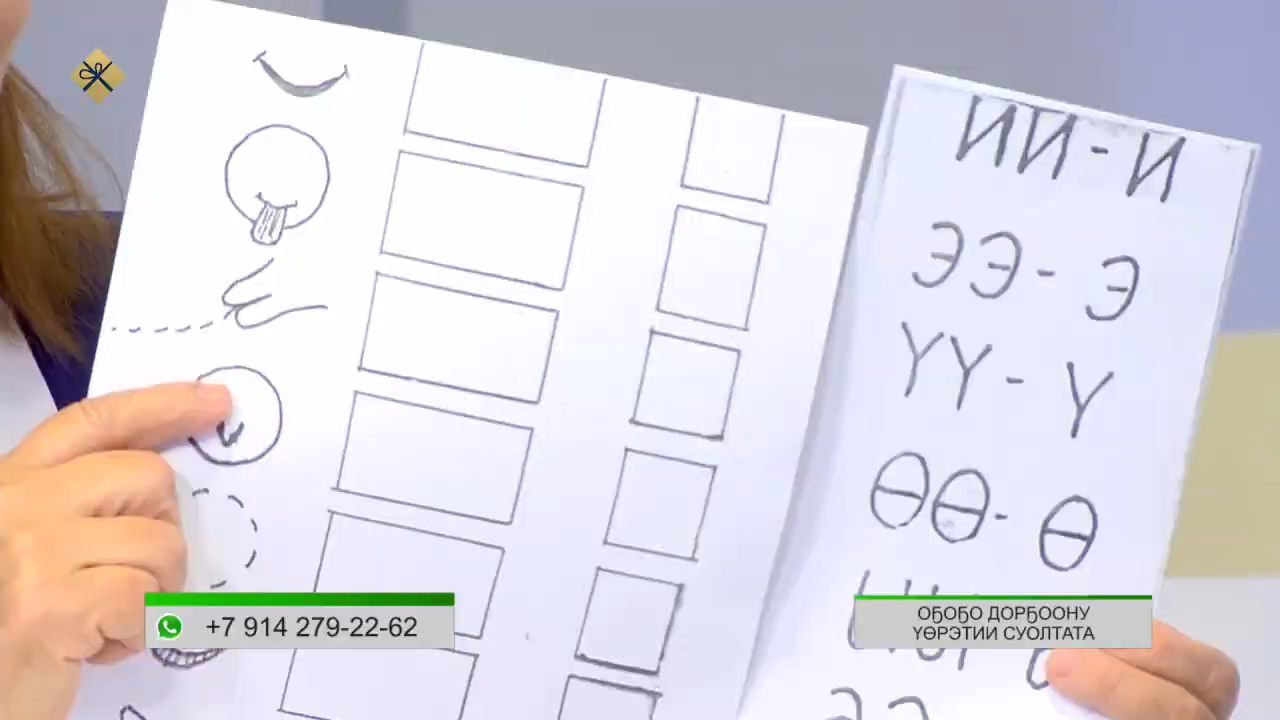 ИИ - И
ЭЭ - Э
ҮҮ - Ү
ӨӨ - Ө
+7 914 279-22-62
ОҔОҔО ДОРҔООНУ
ҮӨРЭТИИ СУОЛТАТА